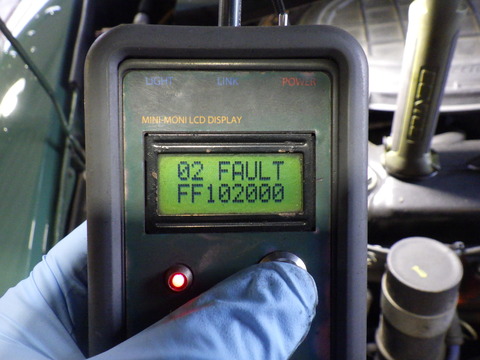 LIGHT LINK POWER
MINI-MONI LCD DISPLAY
02 FAULT
FF102000